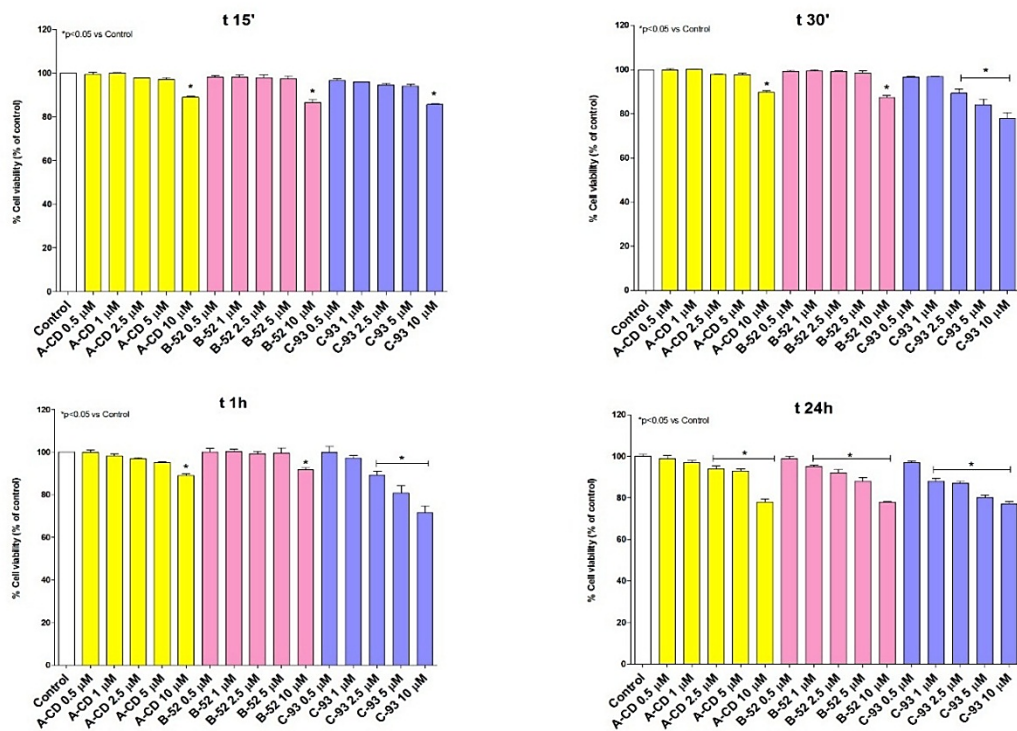 t 15'
*p<0.05 vs Control
% Cell viability (% of control)
120
100
80
60
40
20
0
Control
A-CD 0.5 µM
A-CD 1 µM
A-CD 2.5 µM
A-CD 5 µM
A-CD 10 µM
B-52 0.5 µM
B-52 1 µM
B-52 2.5 µM
B-52 5 µM
B-52 10 µM
C-93 0.5 µM
C-93 1 µM
C-93 2.5 µM
C-93 5 µM
C-93 10 µM
*
*
*
t 30'
*p<0.05 vs Control
% Cell viability (% of control)
120
100
80
60
40
20
0
Control
A-CD 0.5 µM
A-CD 1 µM
A-CD 2.5 µM
A-CD 5 µM
A-CD 10 µM
B-52 0.5 µM
B-52 1 µM
B-52 2.5 µM
B-52 5 µM
B-52 10 µM
C-93 0.5 µM
C-93 1 µM
C-93 2.5 µM
C-93 5 µM
C-93 10 µM
*
*
*
t 1h
*p<0.05 vs Control
% Cell viability (% of control)
120
100
80
60
40
20
0
Control
A-CD 0.5 µM
A-CD 1 µM
A-CD 2.5 µM
A-CD 5 µM
A-CD 10 µM
B-52 0.5 µM
B-52 1 µM
B-52 2.5 µM
B-52 5 µM
B-52 10 µM
C-93 0.5 µM
C-93 1 µM
C-93 2.5 µM
C-93 5 µM
C-93 10 µM
*
*
*
t 24h
*p<0.05 vs Control
% Cell viability (% of control)
120
100
80
60
40
20
0
Control
A-CD 0.5 µM
A-CD 1 µM
A-CD 2.5 µM
A-CD 5 µM
A-CD 10 µM
B-52 0.5 µM
B-52 1 µM
B-52 2.5 µM
B-52 5 µM
B-52 10 µM
C-93 0.5 µM
C-93 1 µM
C-93 2.5 µM
C-93 5 µM
C-93 10 µM
*
*
*